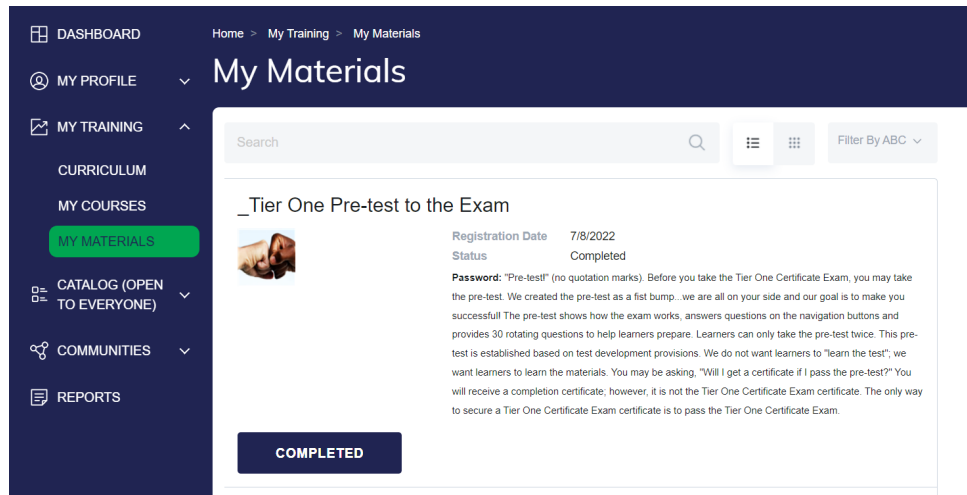 DASHBOARD
MY PROFILE
MY TRAINING
CURRICULUM
MY COURSES
MY MATERIALS
CATALOG (OPEN
TO EVERYONE)
COMMUNITIES
REPORTS
Home > My Training > My Materials
My Materials
Search
Filter By ABC
_Tier One Pre-test to the Exam
Registration Date 7/8/2022
Status Completed
Password: "Pre-test!" (no quotation marks). Before you take the Tier One Certificate Exam, you may take
the pre-test. We created the pre-test as a fist bump...we are all on your side and our goal is to make you
successful! The pre-test shows how the exam works, answers questions on the navigation buttons and
provides 30 rotating questions to help learners prepare. Learners can only take the pre-test twice. This pre-
test is established based on test development provisions. We do not want learners to "learn the test"; we
want learners to learn the materials. You may be asking, "Will I get a certificate if I pass the pre-test?" You
will receive a completion certificate; however, it is not the Tier One Certificate Exam certificate. The only way
to secure a Tier One Certificate Exam certificate is to pass the Tier One Certificate Exam.
COMPLETED